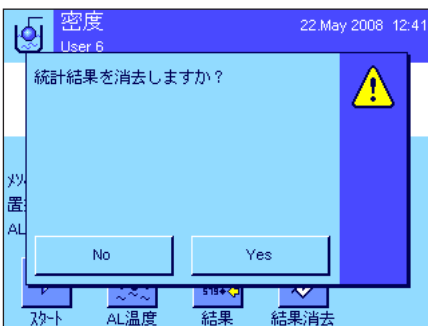 密度
22.May 2008 12:41
User 6
統計結果を消去しますか？
No
Yes
スタート
AL温度
結果
結果消去